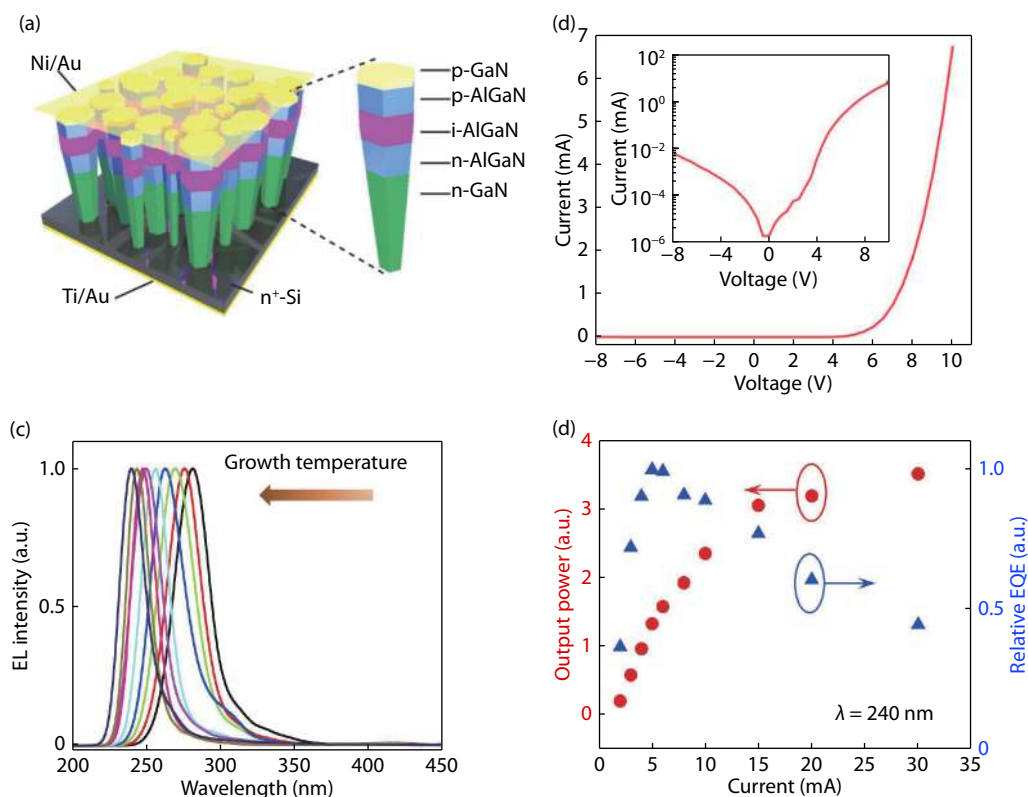 (a)
Ni/Au
p-GaN
p-AlGaN
i-AlGaN
n-AlGaN
n-GaN
Ti/Au
n⁺-Si
(d)
7
6
5
4
3
2
1
0
Current (mA)
−8 −6 −4 −2 0 2 4 6 8 10
Voltage (V)
10²
10⁰
10⁻²
10⁻⁴
10⁻⁶
Current (mA)
−8 −4 0 4 8
Voltage (V)
(c)
1.0
0.5
0
EL intensity (a.u.)
Growth temperature
200 250 300 350 400 450
Wavelength (nm)
(d)
4
3
2
1
0
Output power (a.u.)
1.0
0.5
0
Relative EQE (a.u.)
λ = 240 nm
0 5 10 15 20 25 30 35
Current (mA)